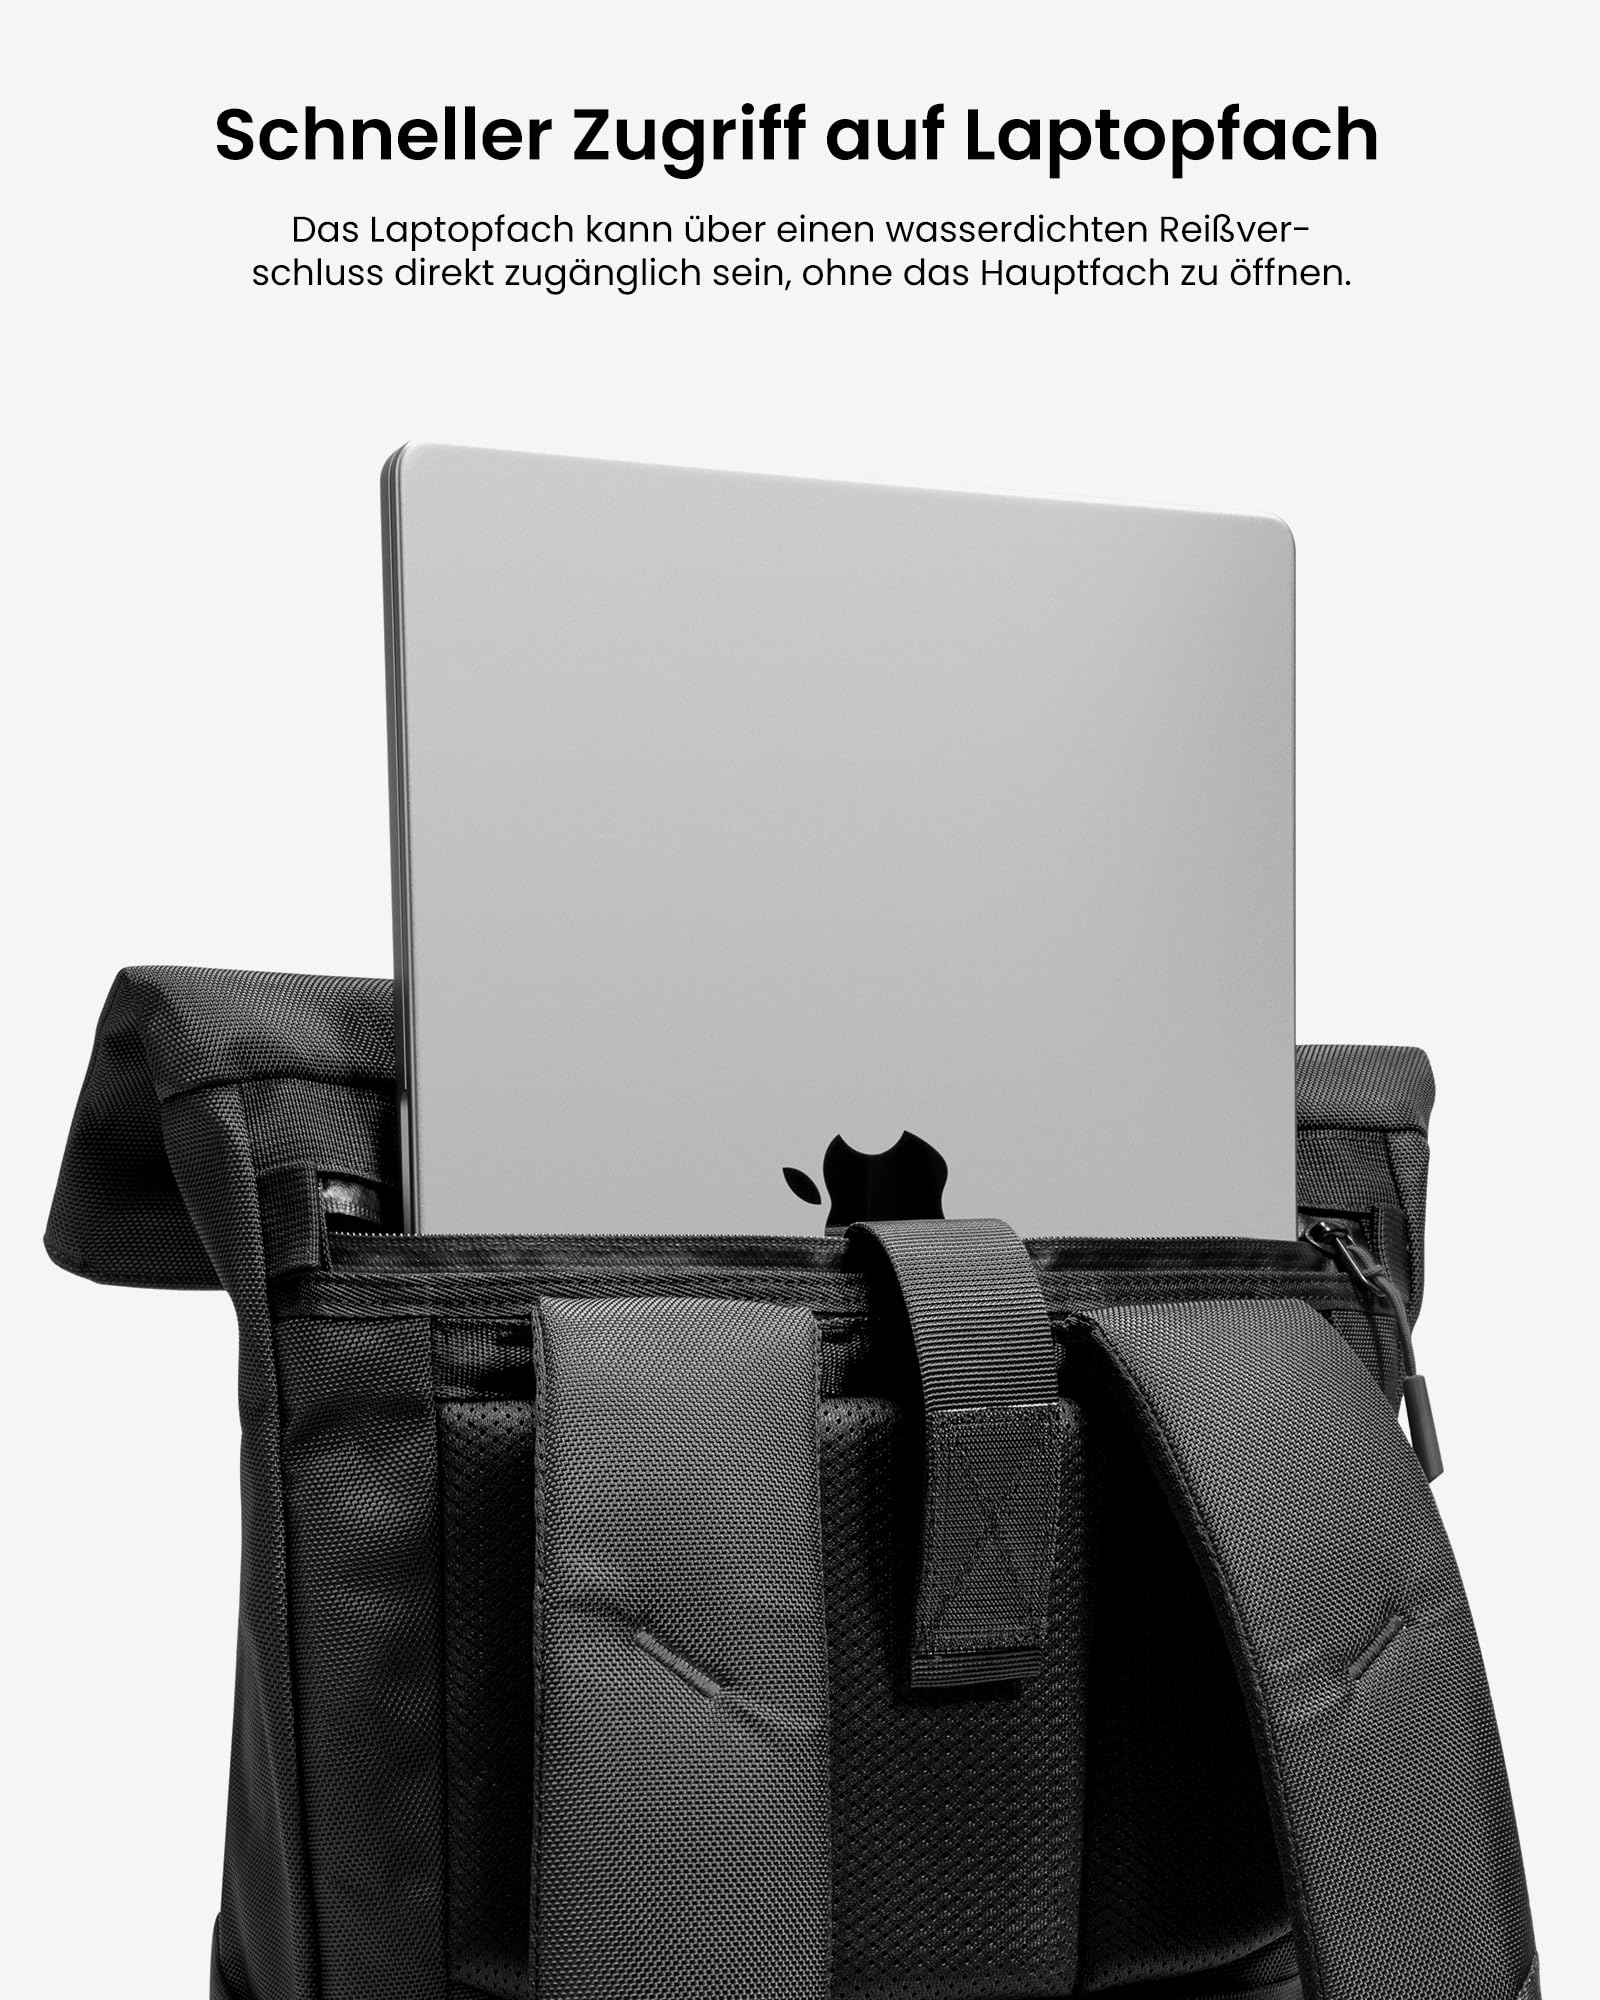 Schneller Zugriff auf Laptopfach
Das Laptopfach kann über einen wasserdichten Reißver-
schluss direkt zugänglich sein, ohne das Hauptfach zu öffnen.